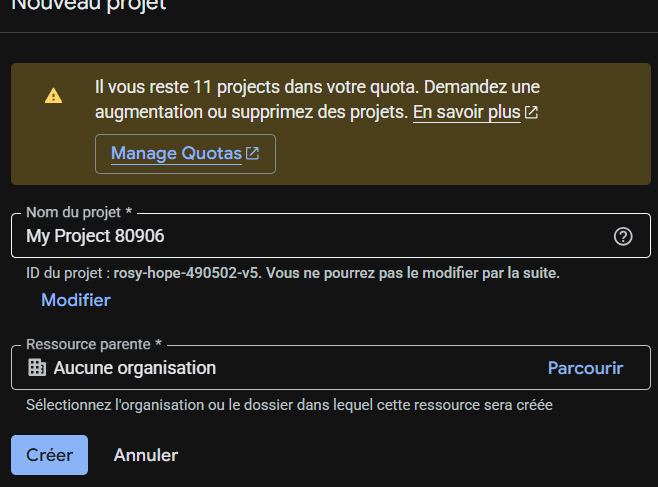 Nouveau projet
Il vous reste 11 projects dans votre quota. Demandez une
augmentation ou supprimez des projets. En savoir plus
Manage Quotas
Nom du projet *
My Project 80906
ID du projet : rosy-hope-490502-v5. Vous ne pourrez pas le modifier par la suite.
Modifier
Ressource parente *
Aucune organisation Parcourir
Sélectionnez l'organisation ou le dossier dans lequel cette ressource sera créée
Créer Annuler